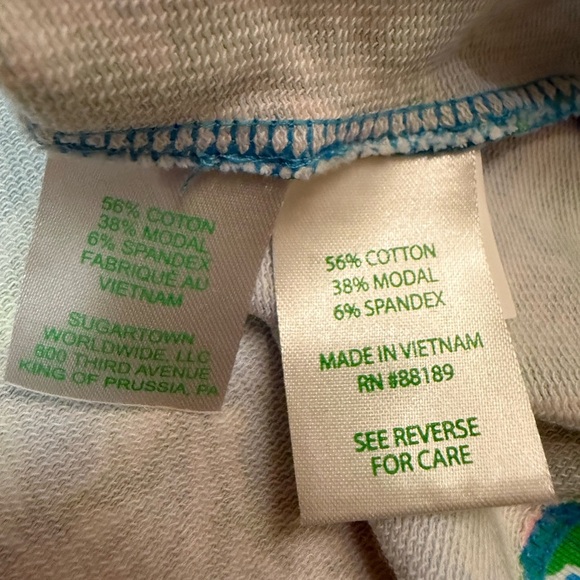 56% COTON
38% MODAL
6% SPANDEX
FABRIQUÉ AU
VIETNAM
SUGARTOWN
WORLDWIDE, LLC
800 THIRD AVENUE
KING OF PRUSSIA, PA
56% COTTON
38% MODAL
6% SPANDEX
MADE IN VIETNAM
RN #88189
SEE REVERSE
FOR CARE